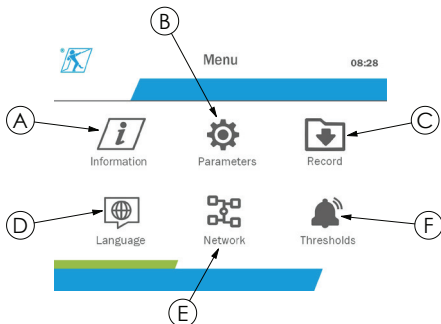 B
Menu 08:28
A C
Information Parameters Record
D F
Language Network Thresholds
E